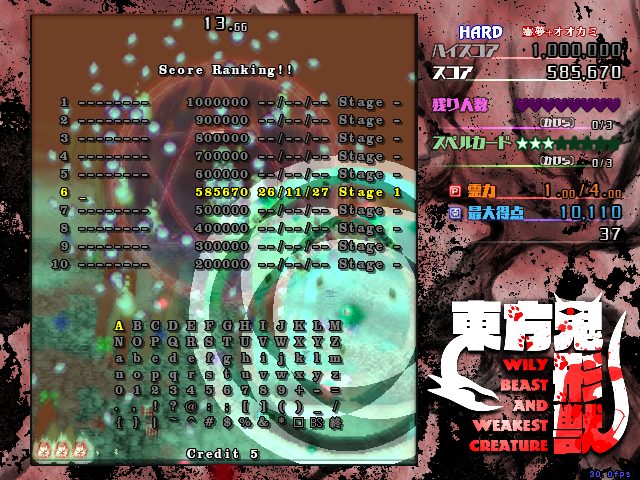 13.66
Score Ranking!!
1 -------- 1000000 --/--/-- Stage -
2 -------- 900000 --/--/-- Stage -
3 -------- 800000 --/--/-- Stage -
4 -------- 700000 --/--/-- Stage -
5 -------- 600000 --/--/-- Stage -
6 _ 585670 26/11/27 Stage 1
7 -------- 500000 --/--/-- Stage -
8 -------- 400000 --/--/-- Stage -
9 -------- 300000 --/--/-- Stage -
10 -------- 200000 --/--/-- Stage -
A B C D E F G H I J K L M
N O P Q R S T U V W X Y Z
a b c d e f g h i j k l m
n o p q r s t u v w x y z
0 1 2 3 4 5 6 7 8 9 + - =
. , ! ? @ : ; [ ] ( ) _ /
{ } | ~ ^ # $ % & * □ BS 終
Credit 5
HARD 霊夢+オオカミ
ハイスコア 1,000,000
スコア 585,670
残り人数
(かけら) 0/3
スペルカード ★★★★★★★★★
(かけら) 0/3
P 霊力 1.00/4.00
最大得点 10,110
37
東方鬼形獣
WILY
BEAST
AND
WEAKEST
CREATURE
30.0fps